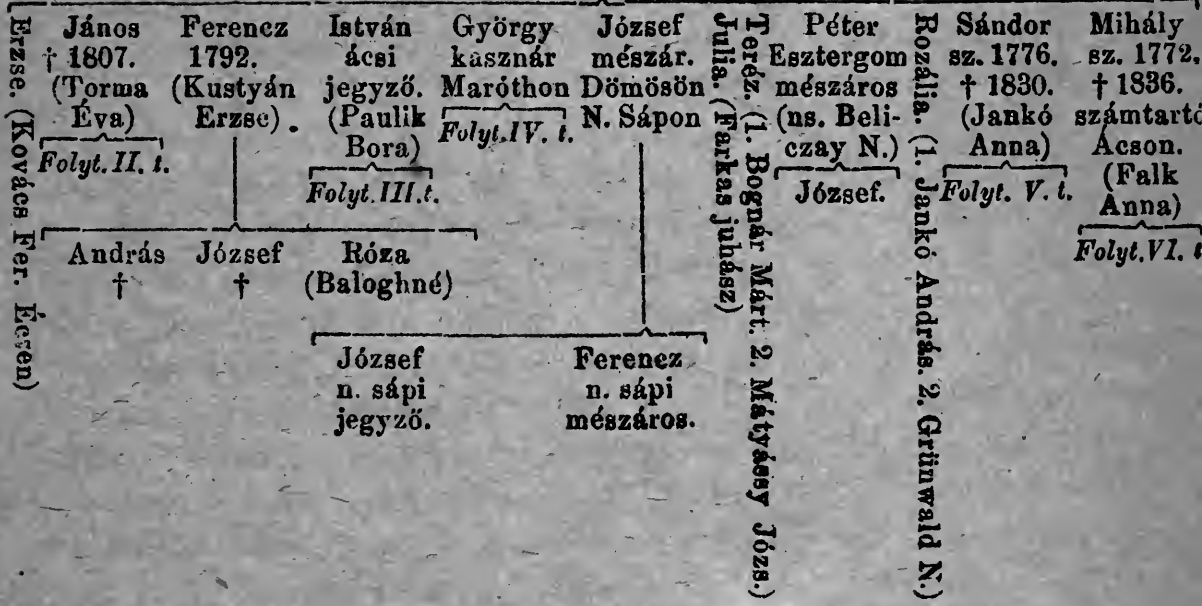 Erzse. (Kovács Fer. Écsen)
János
† 1807.
(Torma
Éva)
Folyt. II. t.
Ferencz
1792.
(Kustyán
Erzse).
István
ácsi
jegyző.
(Paulik
Bora)
Folyt. III. t.
György
kasznár
Maróthon
Folyt. IV. t.
József
mészár.
Dömösön
N. Sápon
Julia. (Farkas juhász)
Teréz. (1. Bognár Márt. 2. Mátyássy Józs.)
Péter
Esztergom
mészáros
(ns. Beli-
czay N.)
József.
Rozália. (1. Jankó András. 2. Grünwald N.)
Sándor
sz. 1776.
† 1830.
(Jankó
Anna)
Folyt. V. t.
Mihály
sz. 1772.
† 1836.
számtartó
Ácson.
(Falk
Anna)
Folyt. VI. t.
András
†
József
†
Róza
(Baloghné)
József
n. sápi
jegyző.
Ferencz
n. sápi
mészáros.